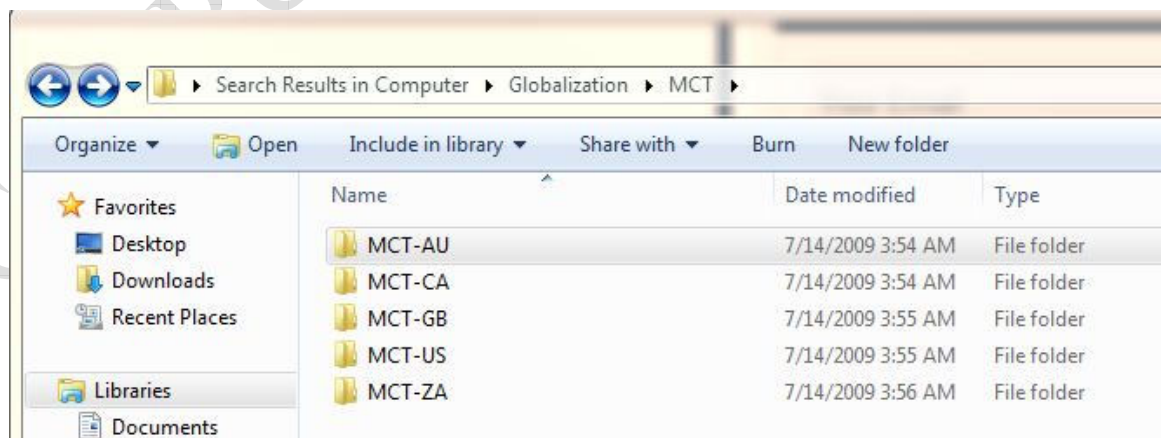 Search Results in Computer Globalization MCT
Organize Open Include in library Share with Burn New folder
Favorites
Desktop
Downloads
Recent Places
Libraries
Documents
Name Date modified Type
MCT-AU 7/14/2009 3:54 AM File folder
MCT-CA 7/14/2009 3:54 AM File folder
MCT-GB 7/14/2009 3:55 AM File folder
MCT-US 7/14/2009 3:55 AM File folder
MCT-ZA 7/14/2009 3:56 AM File folder